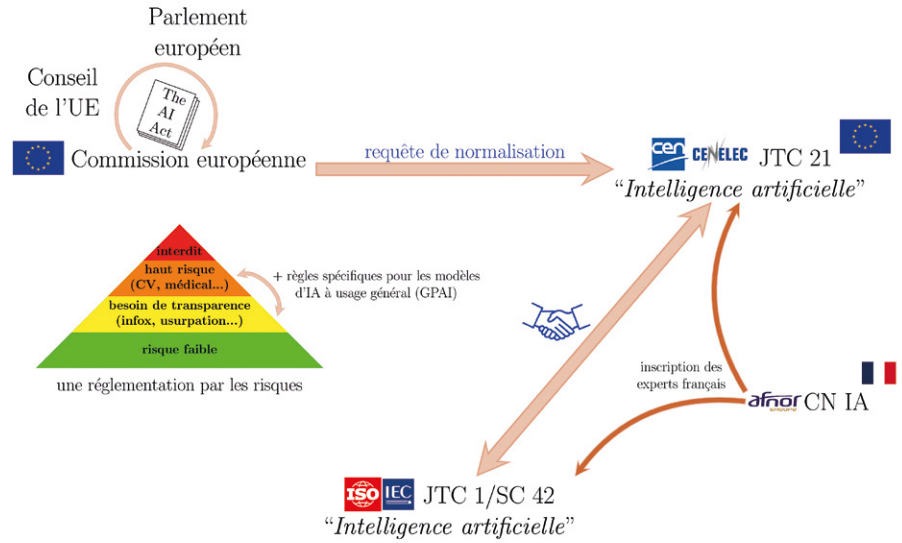 Parlement
européen
Conseil
de l'UE
The
AI
Act
Commission européenne
requête de normalisation
cen
CENELEC JTC 21
“Intelligence artificielle”
interdit
haut risque
(CV, médical...)
besoin de transparence
(infox, usurpation...)
risque faible
+ règles spécifiques pour les modèles
d'IA à usage général (GPAI)
une réglementation par les risques
inscription des
experts français
afnor CN IA
GROUPE
ISO IEC JTC 1/SC 42
“Intelligence artificielle”